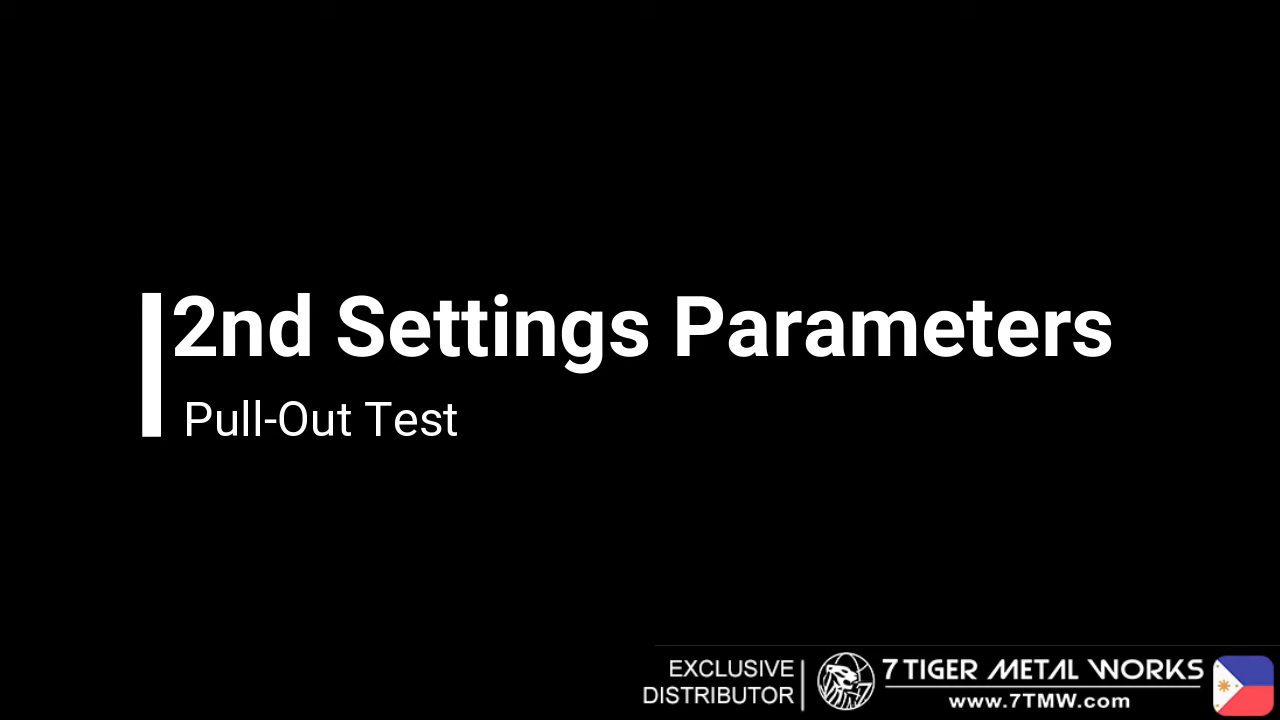 2nd Settings Parameters
Pull-Out Test
EXCLUSIVE
DISTRIBUTOR
7 TIGER METAL WORKS
www.7TMW.com